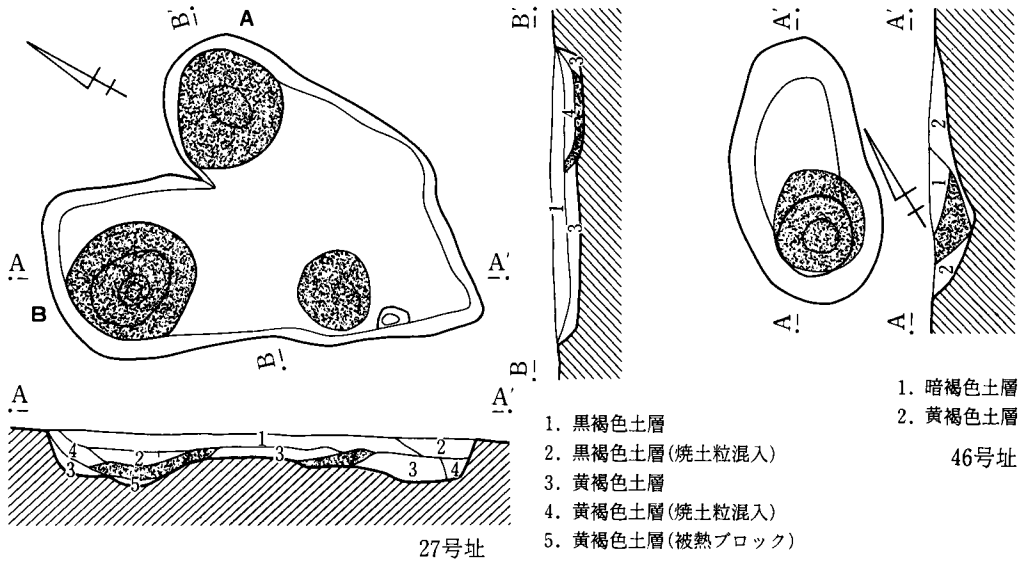 B′
A
A
A′
B
B
A
A′
1
2
4
2
3
3
3
4
5
27号址
B′
3
4
1
3
B
1. 黒褐色土層
2. 黒褐色土層(焼土粒混入)
3. 黄褐色土層
4. 黄褐色土層(焼土粒混入)
5. 黄褐色土層(被熱ブロック)
A′
A′
2
1
2
A
A
1. 暗褐色土層
2. 黄褐色土層
46号址